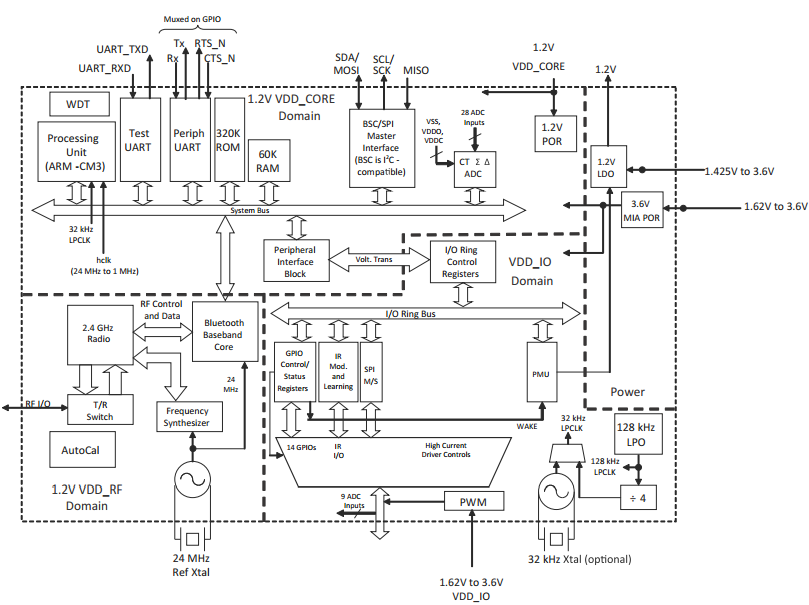 Muxed on GPIO
UART_TXD
Tx
RTS_N
UART_RXD
Rx
CTS_N
SDA/
MOSI
SCL/
SCK
MISO
1.2V
VDD_CORE
1.2V
WDT
1.2V VDD_CORE
Domain
Processing
Unit
(ARM -CM3)
Test
UART
Periph
UART
320K
ROM
60K
RAM
BSC/SPI
Master
Interface
(BSC is I²C -
compatible)
VSS,
VDDO,
VDDC
28 ADC
Inputs
CT Σ Δ
ADC
1.2V
POR
1.2V
LDO
1.425V to 3.6V
3.6V
MIA POR
1.62V to 3.6V
System Bus
32 kHz
LPCLK
hclk
(24 MHz to 1 MHz)
Peripheral
Interface
Block
Volt. Trans
I/O Ring
Control
Registers
VDD_IO
Domain
RF Control
and Data
2.4 GHz
Radio
Bluetooth
Baseband
Core
I/O Ring Bus
GPIO
Control/
Status
Registers
IR
Mod.
and
Learning
SPI
M/S
PMU
24
MHz
Power
RF I/O
T/R
Switch
Frequency
Synthesizer
WAKE
32 kHz
LPCLK
128 kHz
LPO
AutoCal
14 GPIOs
IR
I/O
High Current
Driver Controls
128 kHz
LPCLK
÷ 4
1.2V VDD_RF
Domain
9 ADC
Inputs
PWM
24 MHz
Ref Xtal
32 kHz Xtal (optional)
1.62V to 3.6V
VDD_IO